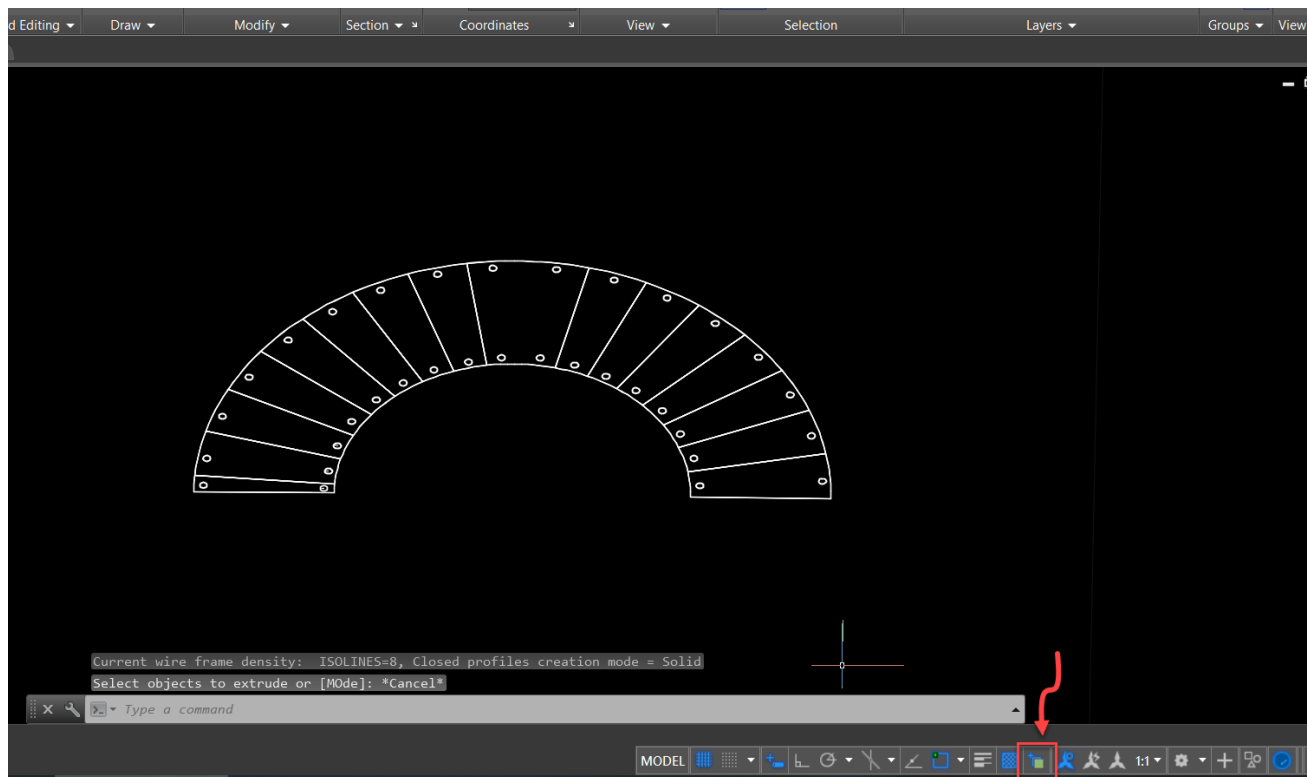 d Editing Draw Modify Section Coordinates View Selection Layers Groups View
Current wire frame density: ISOLINES=8, Closed profiles creation mode = Solid
Select objects to extrude or [MOde]: *Cancel*
Type a command
MODEL 1:1